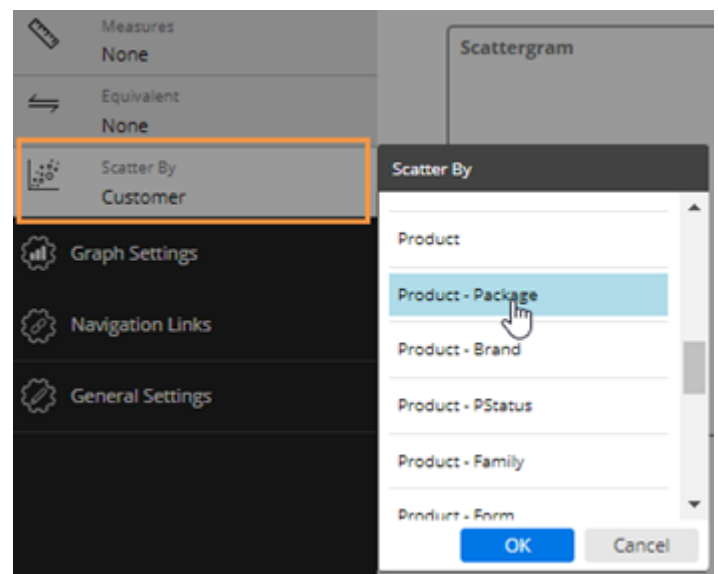 Measures
None
Equivalent
None
Scatter By
Customer
Graph Settings
Navigation Links
General Settings
Scattergram
Scatter By
Product
Product - Package
Product - Brand
Product - PStatus
Product - Family
Product - Form
OK
Cancel